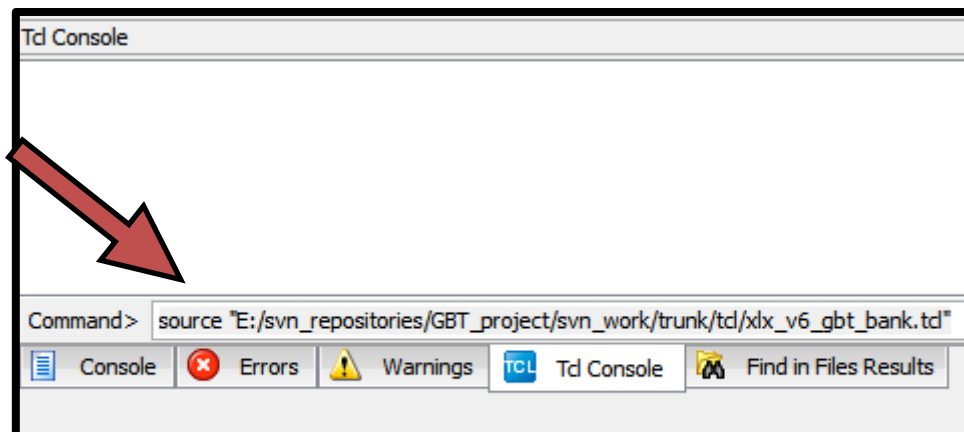 Tcl Console
Command> source "E:/svn_repositories/GBT_project/svn_work/trunk/tcl/xlx_v6_gbt_bank.tcl"
Console Errors Warnings TCL Tcl Console Find in Files Results